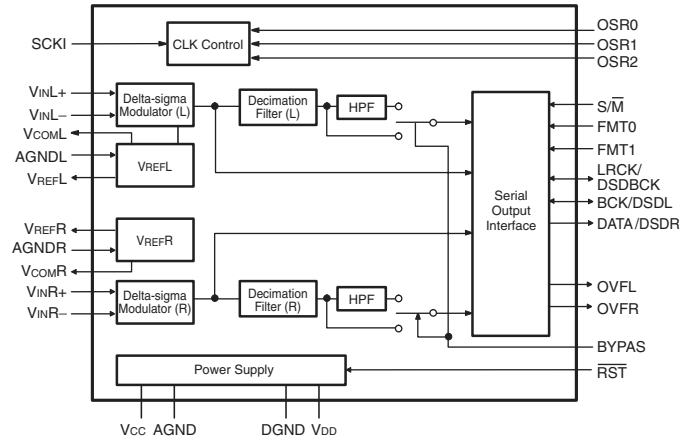 OSR0
SCKI
CLK Control
OSR1
OSR2
VINL+
Delta-sigma
Modulator (L)
Decimation
Filter (L)
HPF
S/M̅
VINL–
FMT0
VCOML
FMT1
AGNDL
VREFL
LRCK/
DSDBCK
VREFL
Serial
Output
Interface
BCK/DSDL
DATA/DSDR
VREFR
VREFR
AGNDR
VCOMR
OVFL
VINR+
Delta-sigma
Modulator (R)
Decimation
Filter (R)
HPF
OVFR
VINR–
BYPAS
Power Supply
R̅S̅T̅
VCC AGND DGND VDD